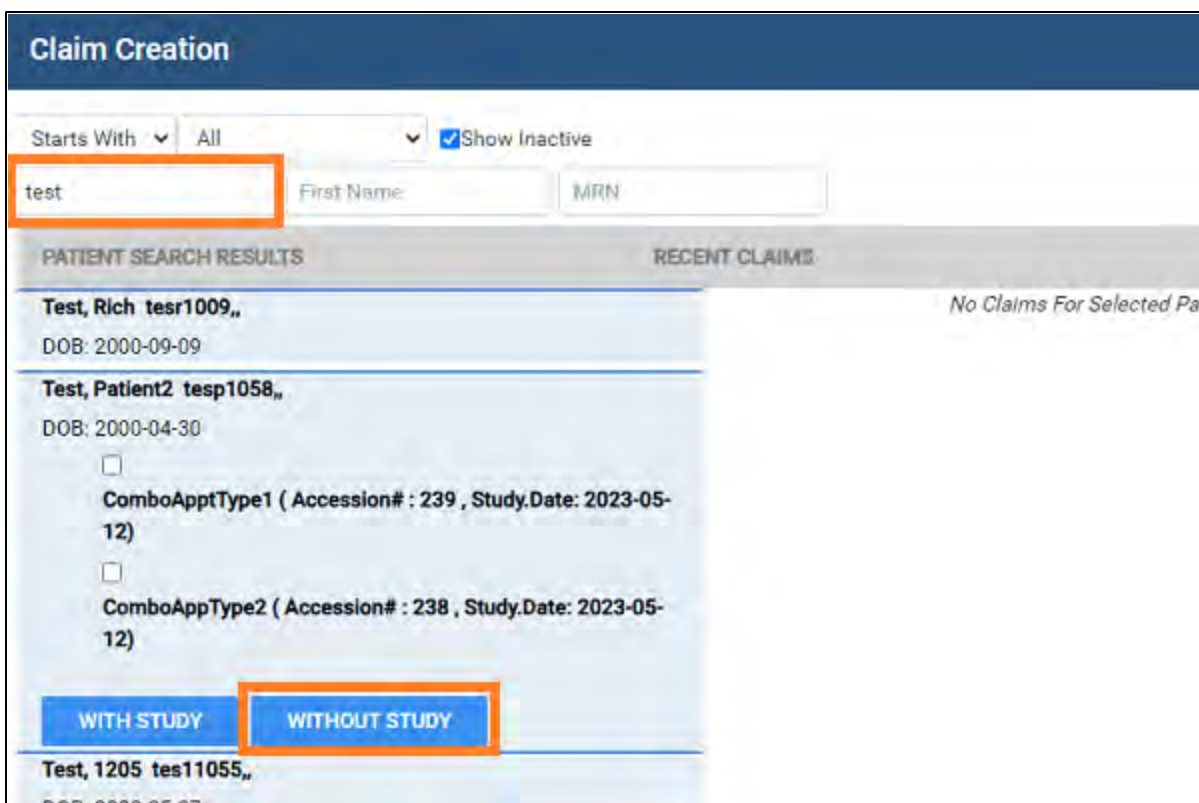 Claim Creation
Starts With All Show Inactive
test First Name MRN
PATIENT SEARCH RESULTS RECENT CLAIMS
Test, Rich tesr1009,, No Claims For Selected Pa
DOB: 2000-09-09
Test, Patient2 tesp1058,,
DOB: 2000-04-30
ComboApptType1 ( Accession# : 239 , Study.Date: 2023-05-
12)
ComboAppType2 ( Accession# : 238 , Study.Date: 2023-05-
12)
WITH STUDY WITHOUT STUDY
Test, 1205 tes11055,,